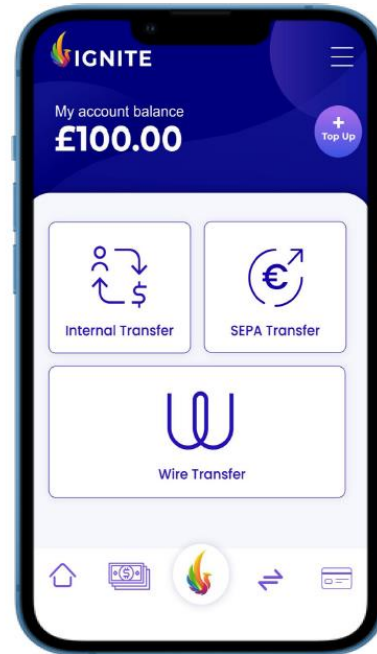 IGNITE
My account balance
£100.00
+
Top Up
$
Internal Transfer
€
SEPA Transfer
Wire Transfer
$